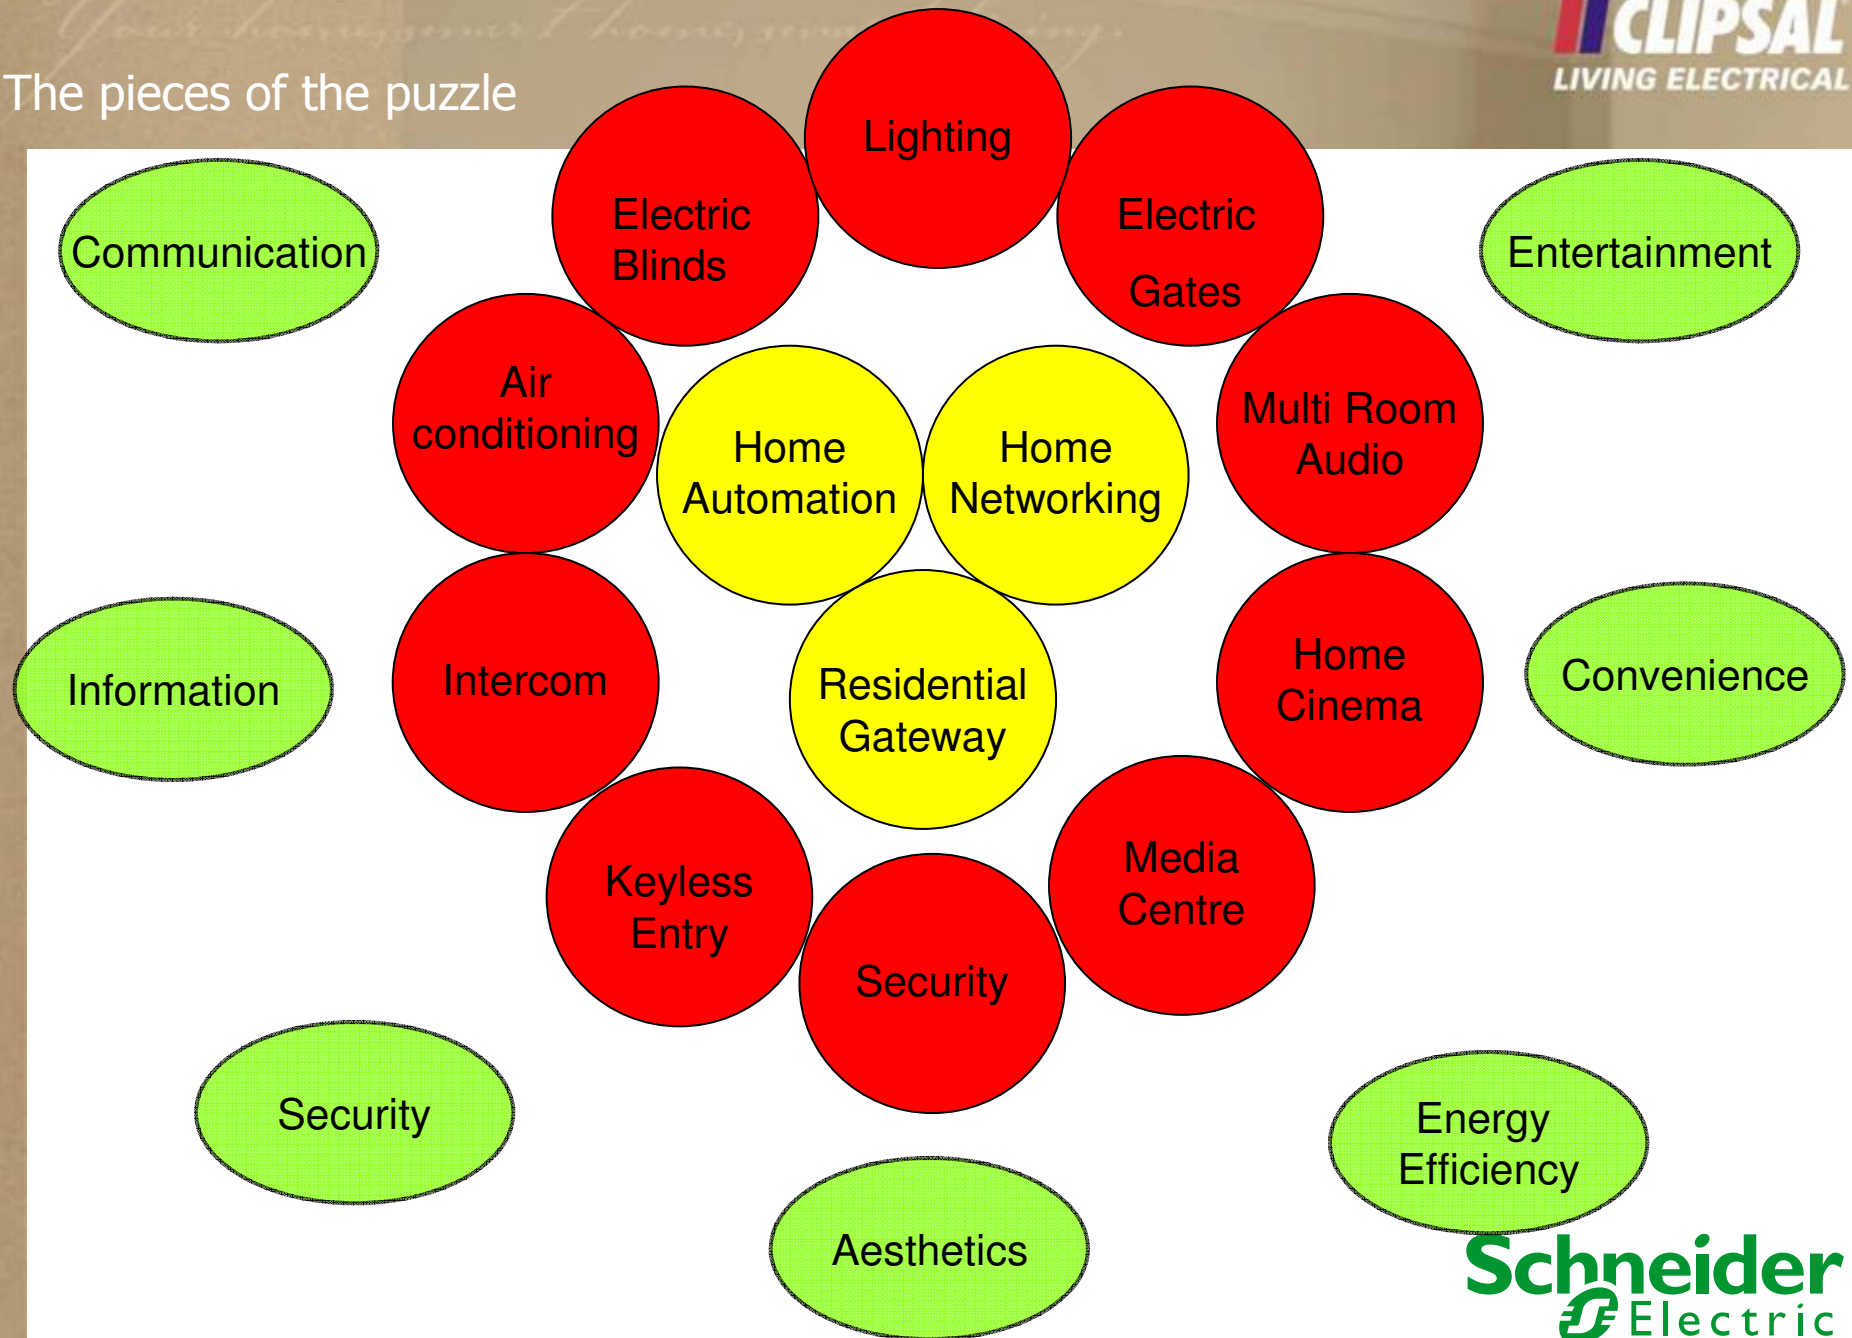 CLIPSAL
LIVING ELECTRICAL
The pieces of the puzzle
Lighting
Electric
Blinds
Electric
Gates
Communication
Entertainment
Air
conditioning
Multi Room
Audio
Home
Automation
Home
Networking
Information
Intercom
Residential
Gateway
Home
Cinema
Convenience
Keyless
Entry
Security
Media
Centre
Security
Aesthetics
Energy
Efficiency
Schneider
Electric